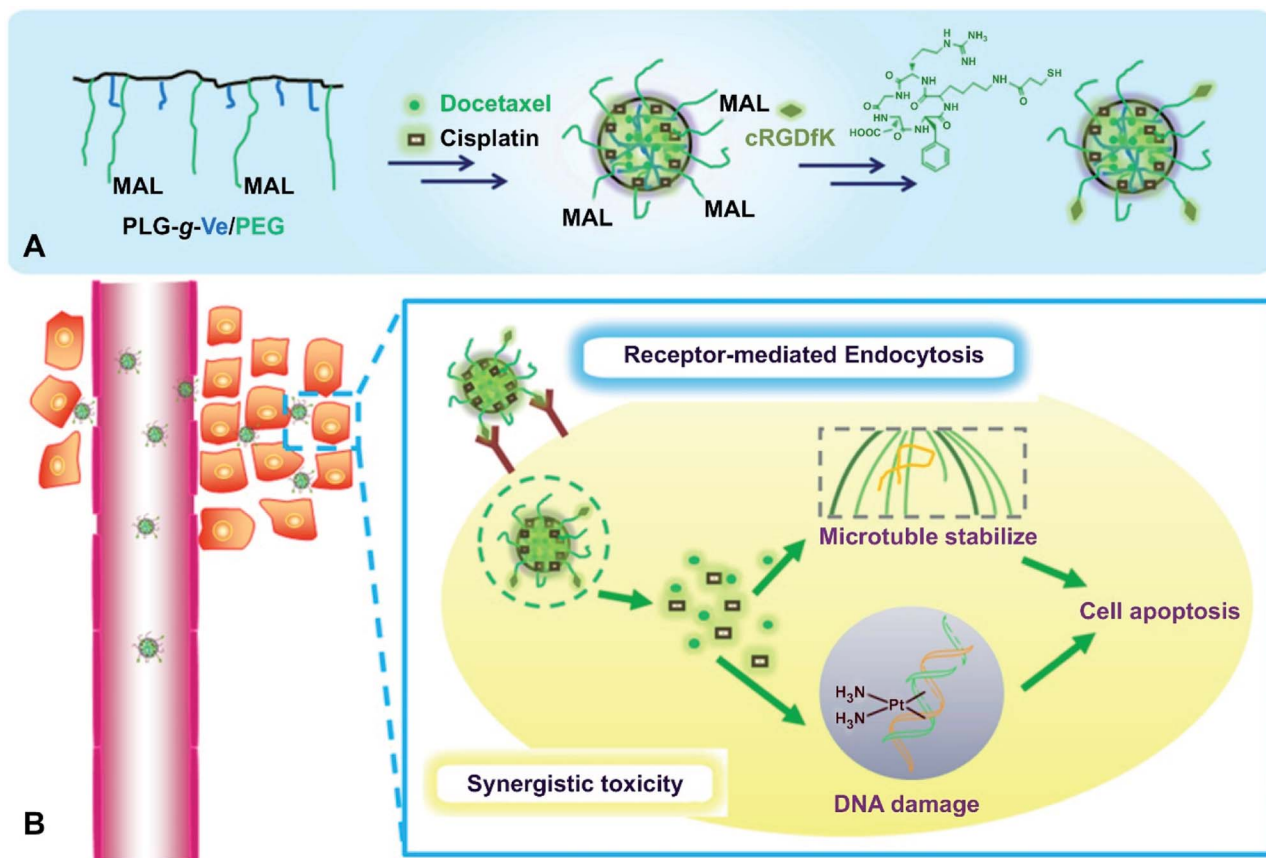 MAL
MAL
PLG-g-Ve/PEG
A
Docetaxel
Cisplatin
MAL
MAL
MAL
cRGDfK
H
N
NH2
NH
O
NH
HN
O
O
NH
HN
O
SH
O
NH
HN
O
HOOC
O
B
Receptor-mediated Endocytosis
Microtuble stabilize
Cell apoptosis
H3N
H3N
Pt
DNA damage
Synergistic toxicity